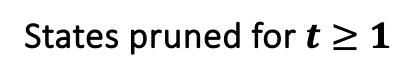 States pruned for t ≥ 1